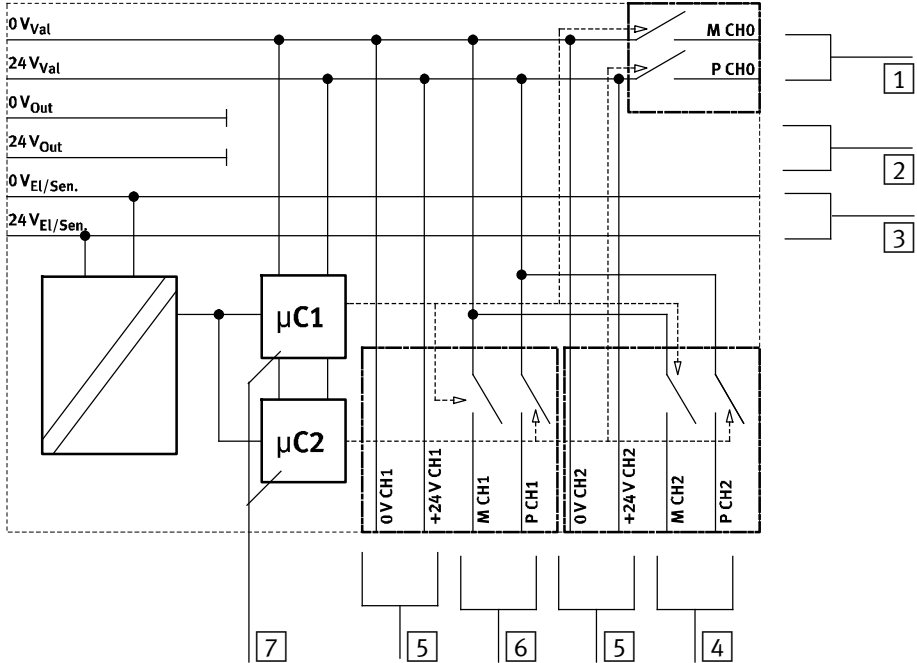 0 VVal
M CH0
24 VVal
P CH0
1
0 VOut
24 VOut
2
0 VEl/Sen.
24 VEl/Sen.
3
µC1
µC2
0 V CH1
+24 V CH1
M CH1
P CH1
0 V CH2
+24 V CH2
M CH2
P CH2
7
5
6
5
4